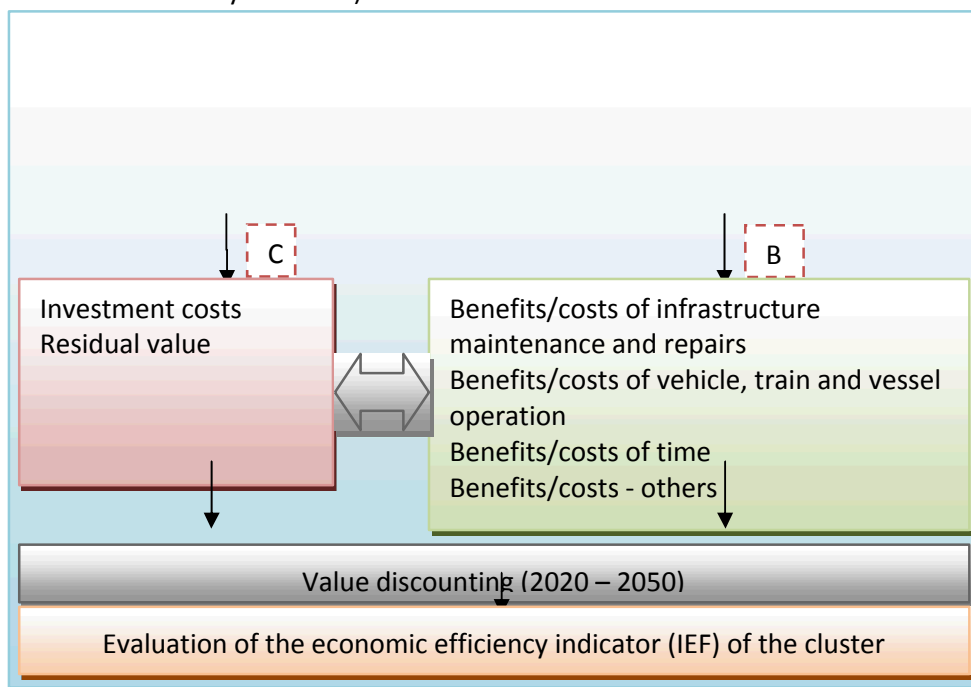 C
B
Investment costs
Residual value
Benefits/costs of infrastructure
maintenance and repairs
Benefits/costs of vehicle, train and vessel
operation
Benefits/costs of time
Benefits/costs - others
Value discounting (2020 – 2050)
Evaluation of the economic efficiency indicator (IEF) of the cluster